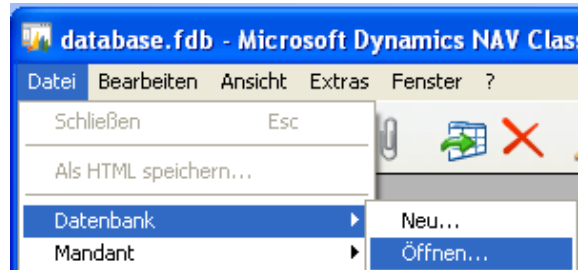 database.fdb - Microsoft Dynamics NAV Clas
Datei Bearbeiten Ansicht Extras Fenster ?
Schließen Esc
Als HTML speichern...
Datenbank Neu...
Mandant Öffnen...